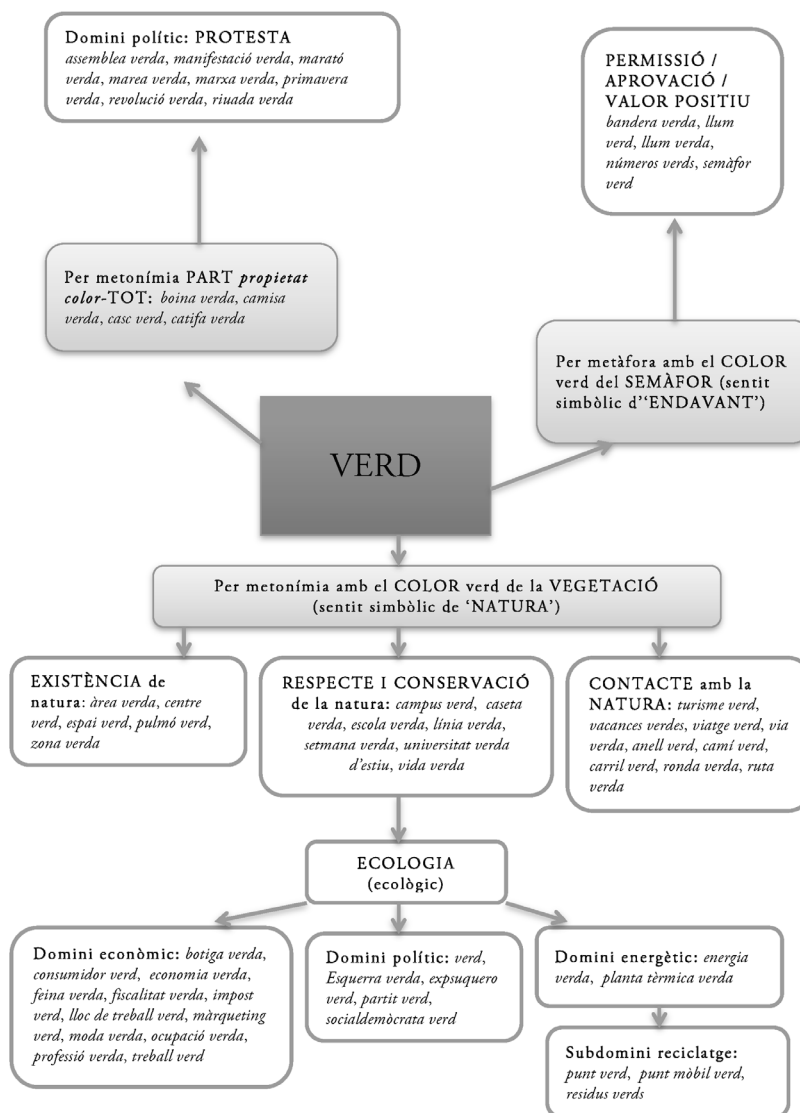 Domini polític: PROTESTA
assemblea verda, manifestació verda, marató
verda, marea verda, marxa verda, primavera
verda, revolució verda, riuada verda
PERMISSIÓ /
APROVACIÓ /
VALOR POSITIU
bandera verda, llum
verd, llum verda,
números verds, semàfor
verd
Per metonímia PART propietat
color-TOT: boina verda, camisa
verda, casc verd, catifa verda
Per metàfora amb el COLOR
verd del SEMÀFOR (sentit
simbòlic d’‘ENDAVANT’)
VERD
Per metonímia amb el COLOR verd de la VEGETACIÓ
(sentit simbòlic de ‘NATURA’)
EXISTÈNCIA de
natura: àrea verda, centre
verd, espai verd, pulmó verd,
zona verda
RESPECTE I CONSERVACIÓ
de la natura: campus verd, caseta
verda, escola verda, línia verda,
setmana verda, universitat verda
d’estiu, vida verda
CONTACTE amb la
NATURA: turisme verd,
vacances verdes, viatge verd, via
verda, anell verd, camí verd,
carril verd, ronda verda, ruta
verda
ECOLOGIA
(ecològic)
Domini econòmic: botiga verda,
consumidor verd, economia verda,
feina verda, fiscalitat verda, impost
verd, lloc de treball verd, màrqueting
verd, moda verda, ocupació verda,
professió verda, treball verd
Domini polític: verd,
Esquerra verda, expsuquero
verd, partit verd,
socialdemòcrata verd
Domini energètic: energia
verda, planta tèrmica verda
Subdomini reciclatge:
punt verd, punt mòbil verd,
residus verds